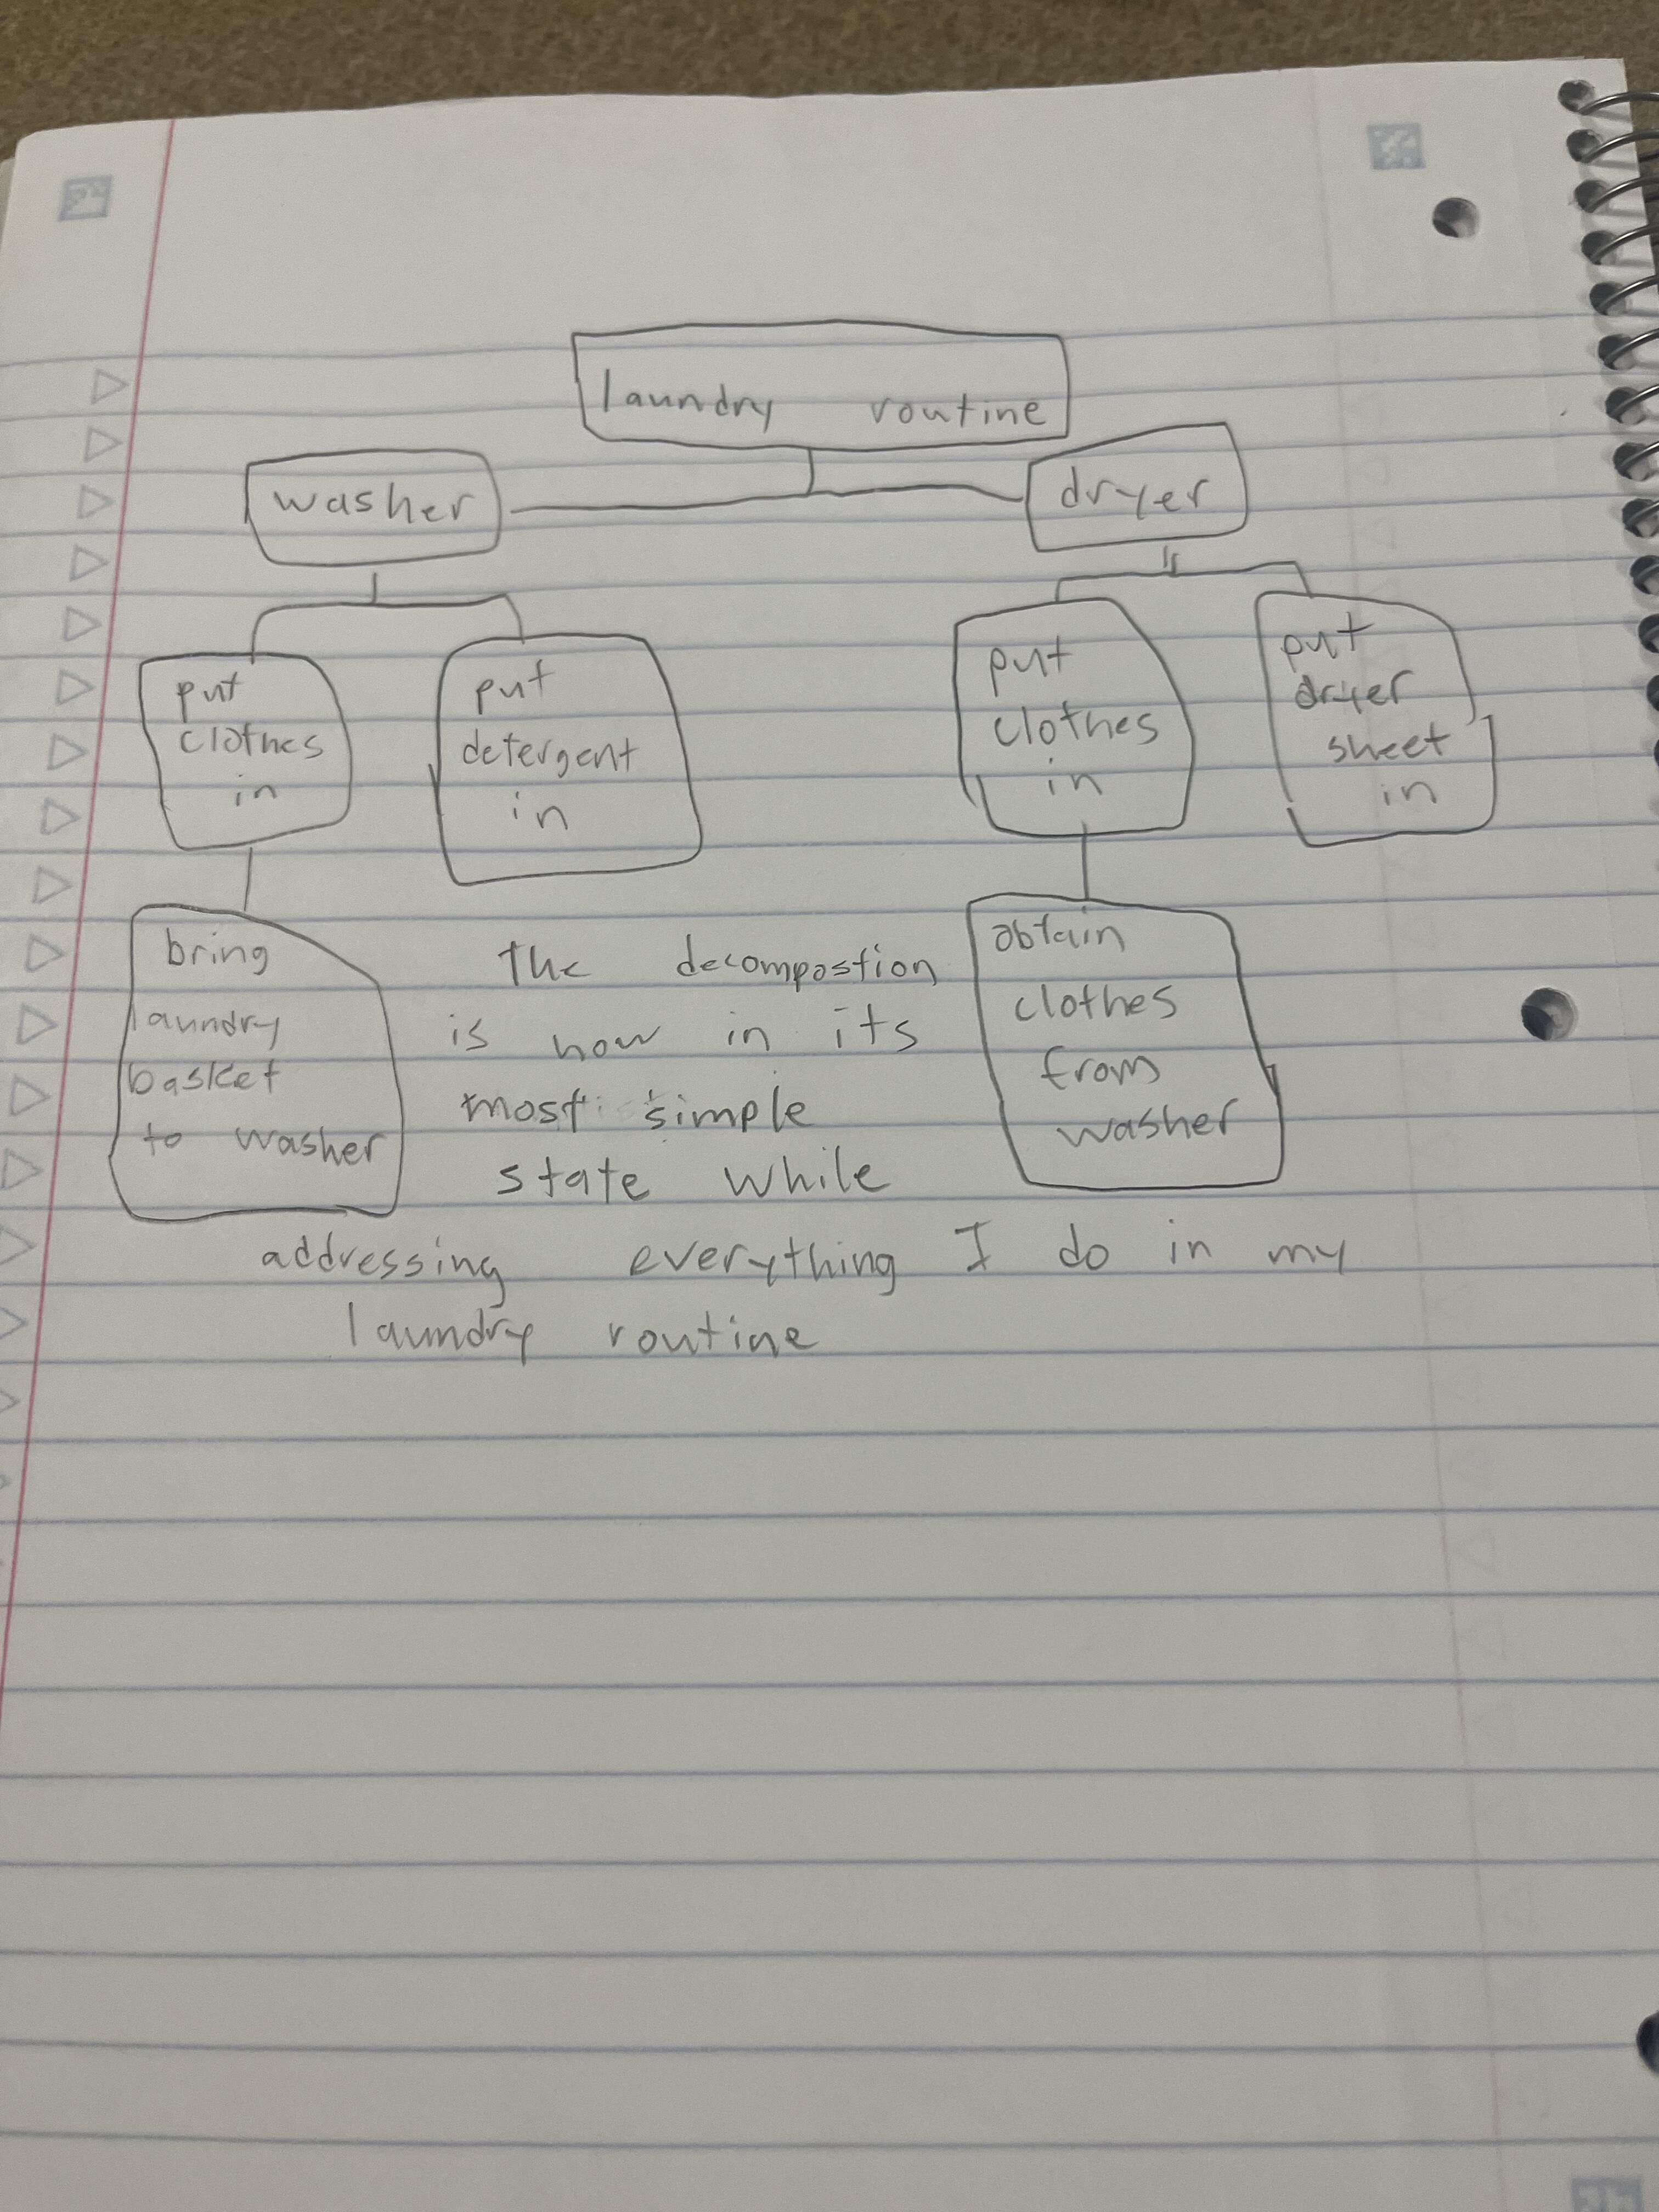 laundry routine
washer
dryer
put
clothes
in
put
detergent
in
put
clothes
in
put
dryer
sheet
in
bring
laundry
basket
to washer
obtain
clothes
from
washer
The decompostion
is now in its
most simple
state while
addressing everything I do in my
laundry routine